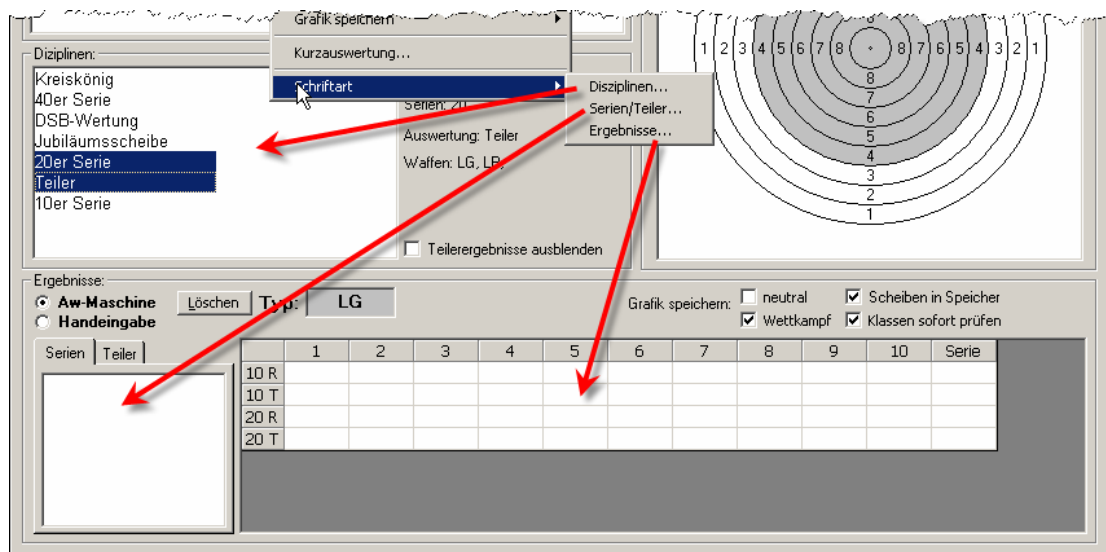 Grafik speichern
Kurzauswertung...
Schriftart
Disziplinen...
Serien/Teiler...
Ergebnisse...
Diziplinen:
Kreiskönig
40er Serie
DSB-Wertung
Jubiläumsscheibe
20er Serie
Teiler
10er Serie
Serien: 20
Auswertung: Teiler
Waffen: LG, LP,
Teilerergebnisse ausblenden
1 2 3 4 5 6 7 8 8 7 6 5 4 3 2 1
8
7
6
5
4
3
2
1
Ergebnisse:
Aw-Maschine
Handeingabe
Löschen
Typ: LG
Grafik speichern:
neutral
Scheiben in Speicher
Wettkampf
Klassen sofort prüfen
Serien Teiler
1 2 3 4 5 6 7 8 9 10 Serie
10 R
10 T
20 R
20 T